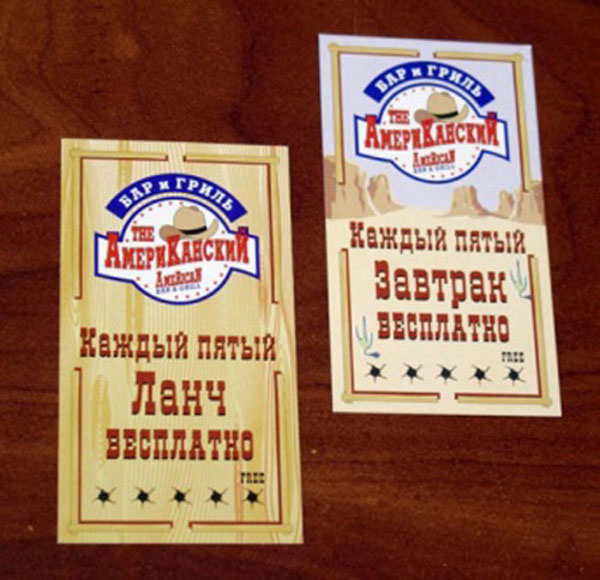 БАР И ГРИЛЬ
THE
АМЕРИКАНСКИЙ
AMERICAN
BAR & GRILL
Каждый пятый
Ланч
БЕСПЛАТНО
FREE
БАР И ГРИЛЬ
THE
АМЕРИКАНСКИЙ
AMERICAN
BAR & GRILL
Каждый пятый
Завтрак
БЕСПЛАТНО
FREE